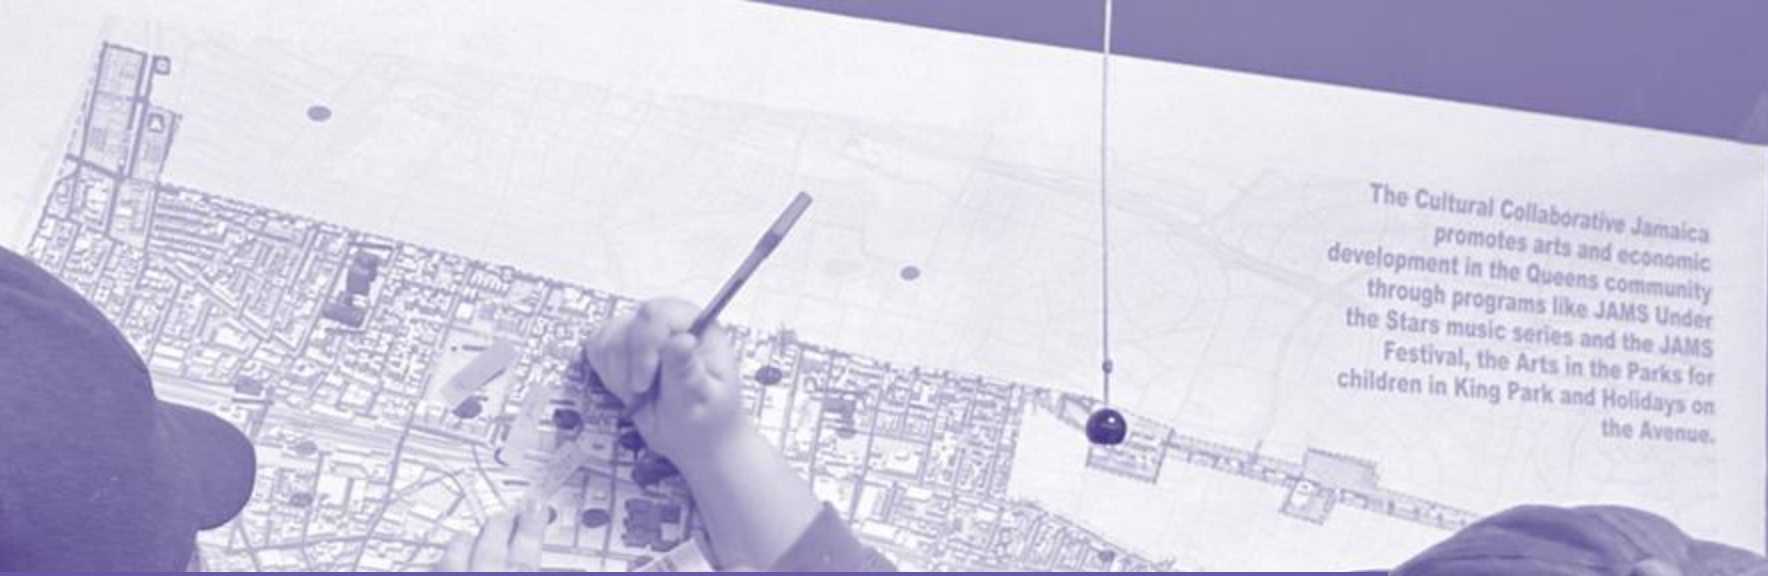 The Cultural Collaborative Jamaica
promotes arts and economic
development in the Queens community
through programs like JAMS Under
the Stars music series and the JAMS
Festival, the Arts in the Parks for
children in King Park and Holidays on
the Avenue.